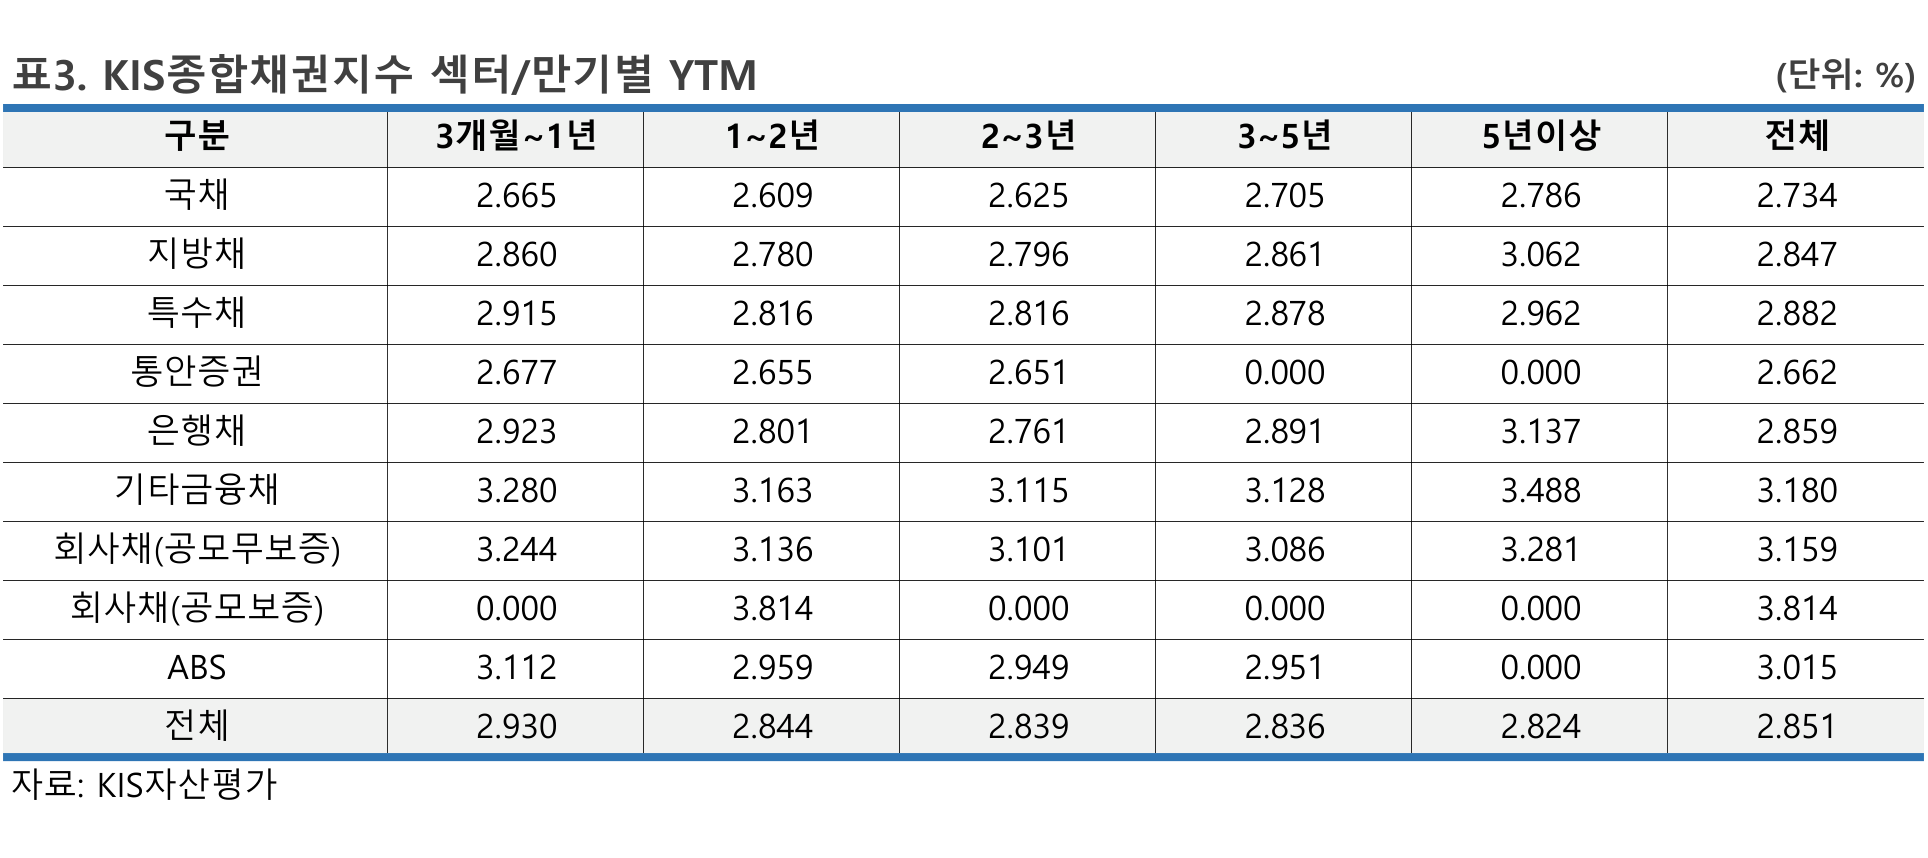 표3. KIS종합채권지수 섹터/만기별 YTM (단위: %)
구분 3개월~1년 1~2년 2~3년 3~5년 5년이상 전체
국채 2.665 2.609 2.625 2.705 2.786 2.734
지방채 2.860 2.780 2.796 2.861 3.062 2.847
특수채 2.915 2.816 2.816 2.878 2.962 2.882
통안증권 2.677 2.655 2.651 0.000 0.000 2.662
은행채 2.923 2.801 2.761 2.891 3.137 2.859
기타금융채 3.280 3.163 3.115 3.128 3.488 3.180
회사채(공모무보증) 3.244 3.136 3.101 3.086 3.281 3.159
회사채(공모보증) 0.000 3.814 0.000 0.000 0.000 3.814
ABS 3.112 2.959 2.949 2.951 0.000 3.015
전체 2.930 2.844 2.839 2.836 2.824 2.851
자료: KIS자산평가